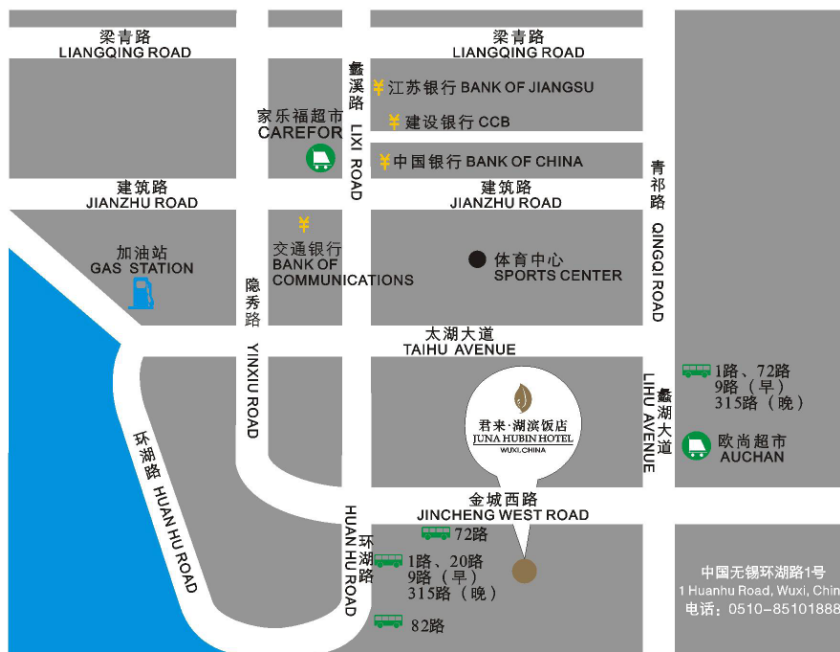 梁青路
LIANGQING ROAD
梁青路
LIANGQING ROAD
蠡溪路 LIXI ROAD
江苏银行 BANK OF JIANGSU
建设银行 CCB
中国银行 BANK OF CHINA
家乐福超市
CAREFOR
建筑路
JIANZHU ROAD
建筑路
JIANZHU ROAD
青祁路 QINGQI ROAD
加油站
GAS STATION
交通银行
BANK OF
COMMUNICATIONS
体育中心
SPORTS CENTER
隐秀路 YINXIU ROAD
太湖大道
TAIHU AVENUE
蠡湖大道
LIHU AVENUE
1路、72路
9路（早）
315路（晚）
欧尚超市
AUCHAN
君来·湖滨饭店
JUNA HUBIN HOTEL
WUXI,CHINA
环湖路 HUAN HU ROAD
金城西路
JINCHENG WEST ROAD
环湖路
HUAN HU ROAD
72路
1路、20路
9路（早）
315路（晚）
82路
中国无锡环湖路1号
1 Huanhu Road, Wuxi, Chin
电话：0510-85101888